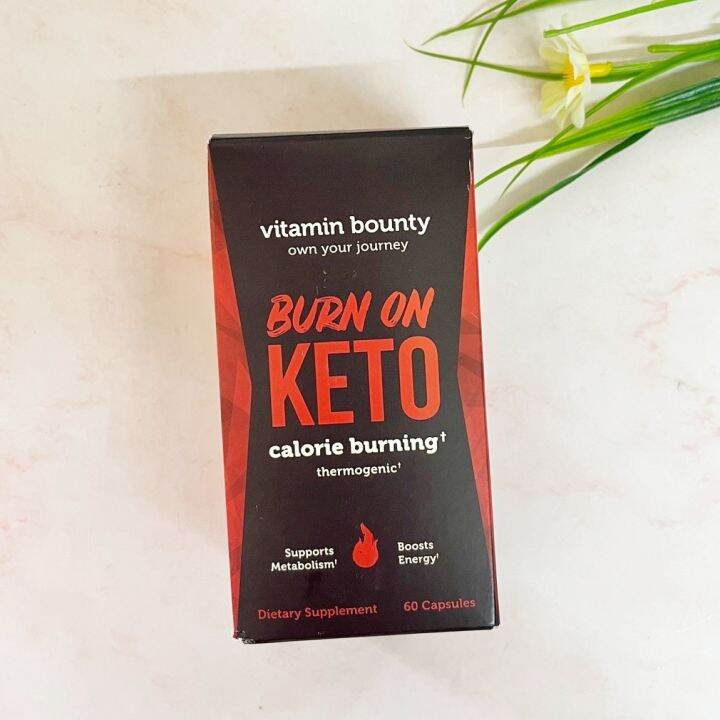 vitamin bounty
own your journey
BURN ON
KETO
calorie burning†
thermogenic†
Supports
Metabolism†
Boosts
Energy†
Dietary Supplement
60 Capsules